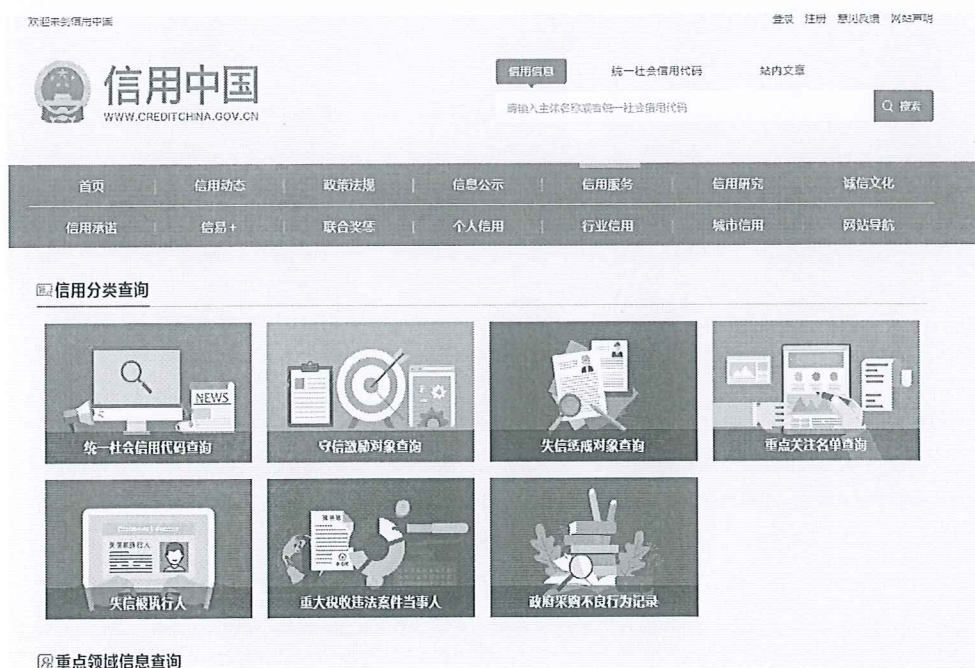 欢迎来到信用中国
登录 注册 意见反馈 网站声明
信用信息 统一社会信用代码 站内文章
信用中国
WWW.CREDITCHINA.GOV.CN
请输入主体名称或者统一社会信用代码
搜索
首页 信用动态 政策法规 信息公示 信用服务 信用研究 诚信文化
信用承诺 信易+ 联合奖惩 个人信用 行业信用 城市信用 网站导航
信用分类查询
NEWS
统一社会信用代码查询
守信激励对象查询
失信惩戒对象查询
重点关注名单查询
失信被执行人
失信被执行人
重大税收违法案件当事人
政府采购不良行为记录
重点领域信息查询